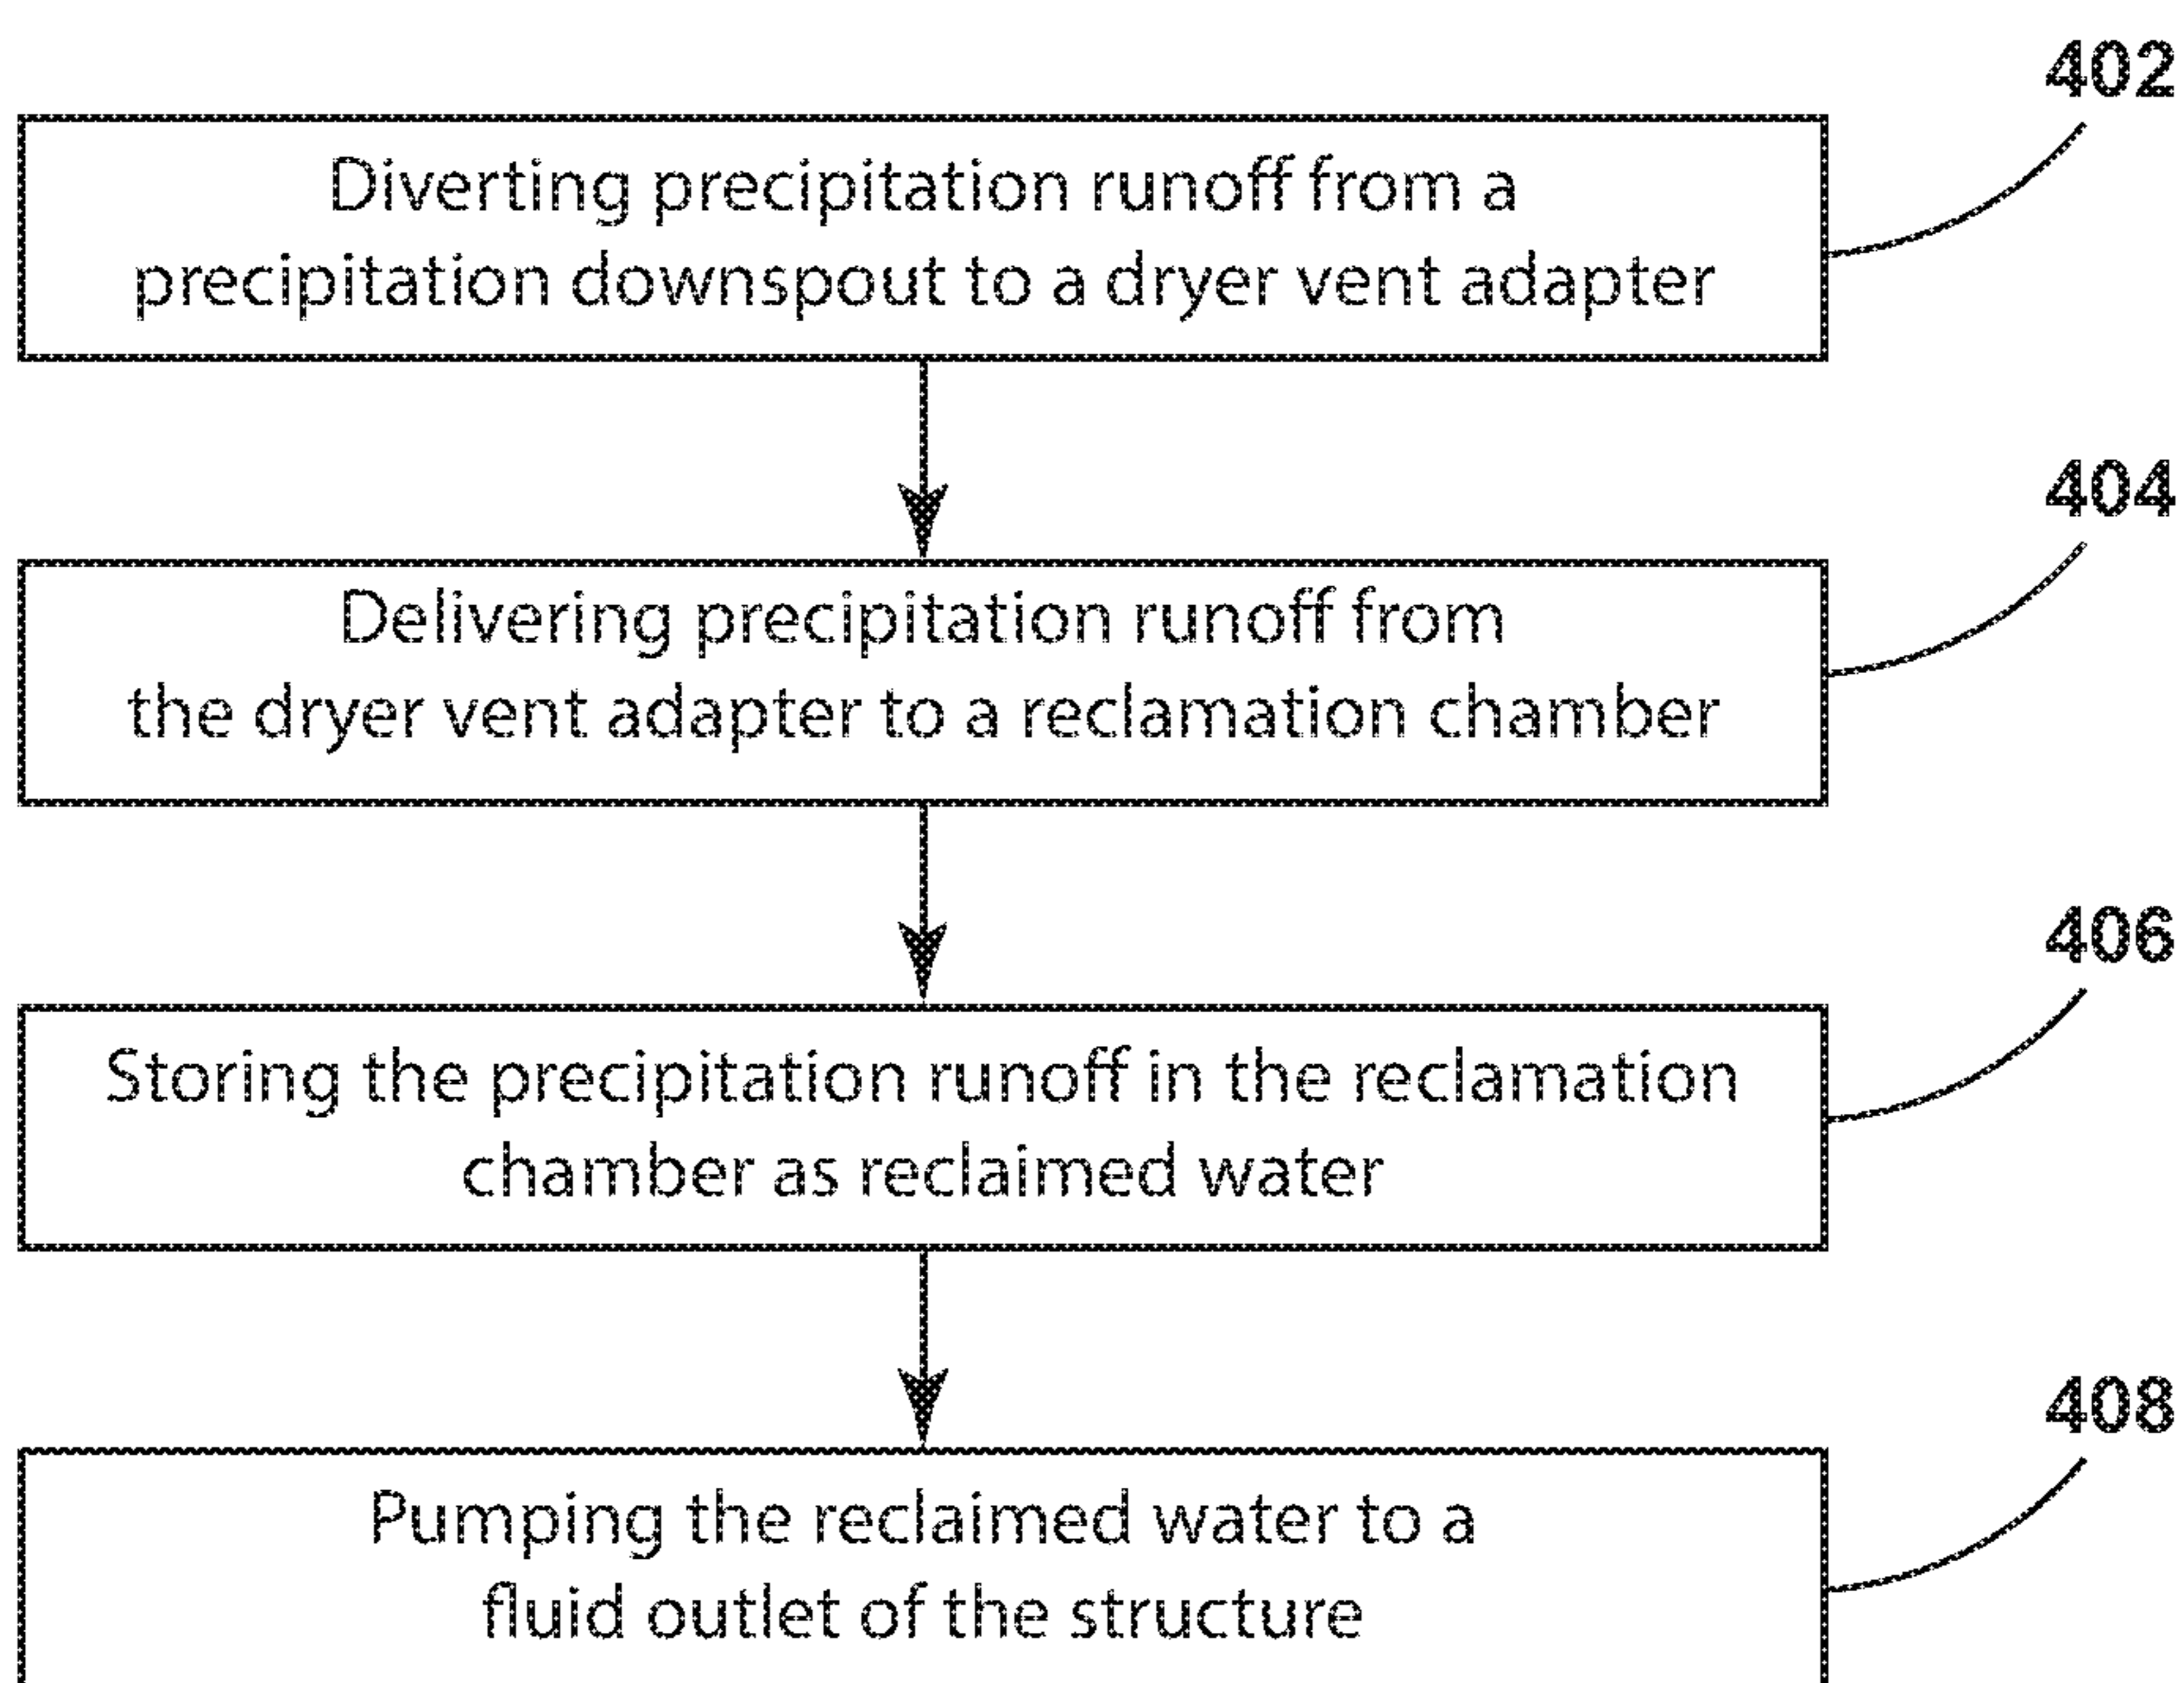 402
Diverting precipitation runoff from a
precipitation downspout to a dryer vent adapter
404
Delivering precipitation runoff from
the dryer vent adapter to a reclamation chamber
406
Storing the precipitation runoff in the reclamation
chamber as reclaimed water
408
Pumping the reclaimed water to a
fluid outlet of the structure